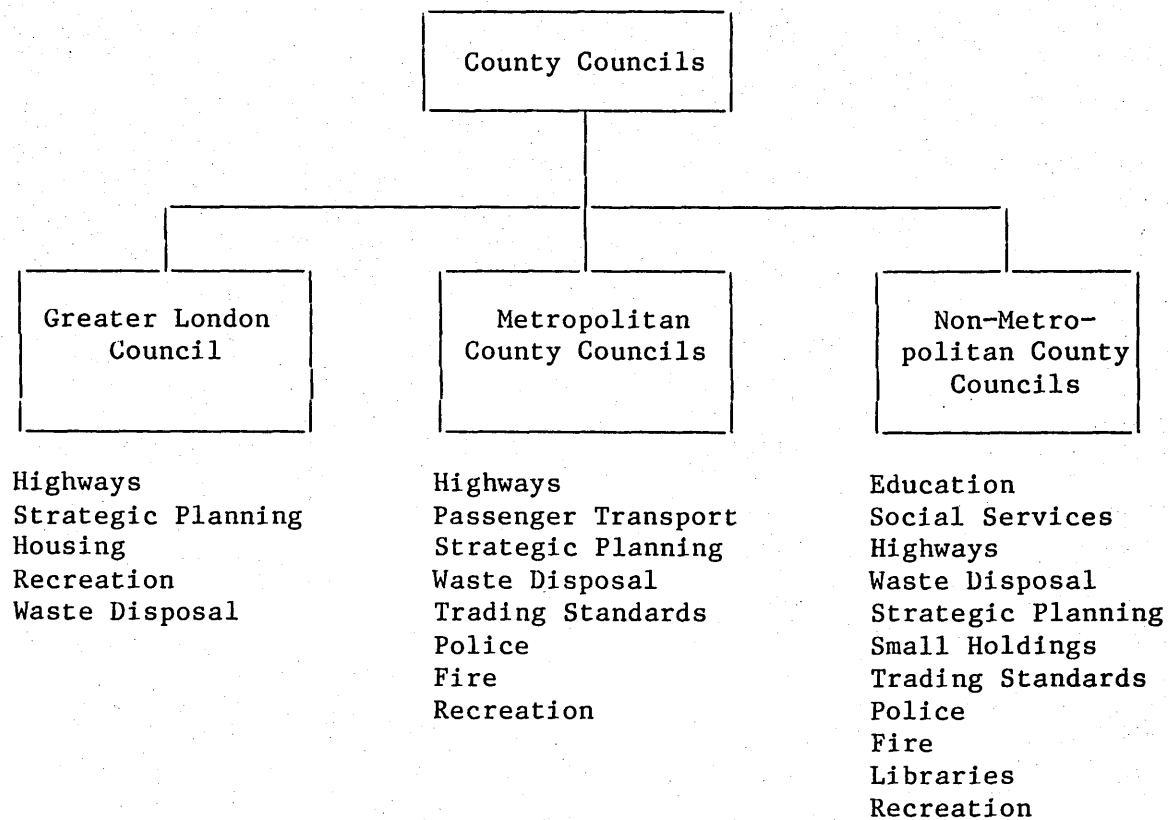 County Councils
Greater London
Council
Metropolitan
County Councils
Non-Metro-
politan County
Councils
Highways
Strategic Planning
Housing
Recreation
Waste Disposal
Highways
Passenger Transport
Strategic Planning
Waste Disposal
Trading Standards
Police
Fire
Recreation
Education
Social Services
Highways
Waste Disposal
Strategic Planning
Small Holdings
Trading Standards
Police
Fire
Libraries
Recreation